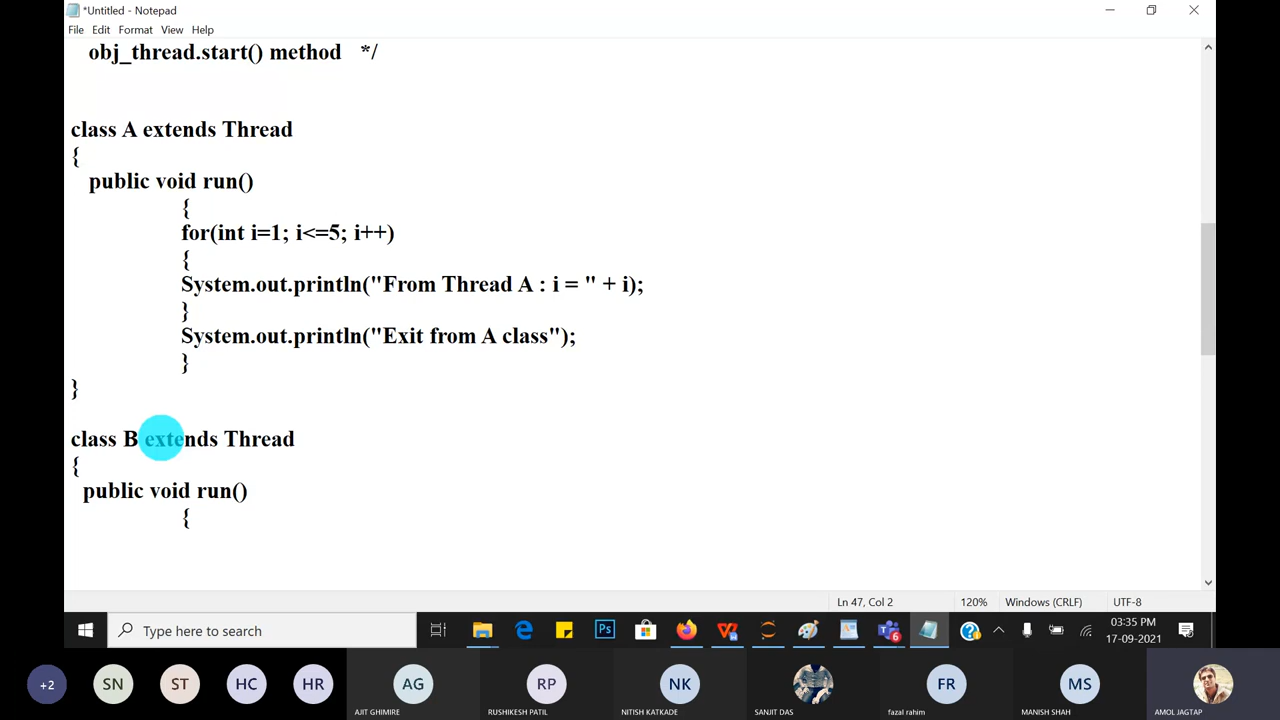 *Untitled - Notepad
File Edit Format View Help
obj_thread.start() method */
class A extends Thread
{
public void run()
{
for(int i=1; i<=5; i++)
{
System.out.println("From Thread A : i = " + i);
}
System.out.println("Exit from A class");
}
}
class B extends Thread
{
public void run()
{
Ln 47, Col 2 120% Windows (CRLF) UTF-8
Type here to search
Ps
6
03:35 PM
17-09-2021
+2 SN ST HC HR AG RP NK FR MS
AJIT GHIMIRE RUSHIKESH PATIL NITISH KATKADE SANJIT DAS fazal rahim MANISH SHAH AMOL JAGTAP